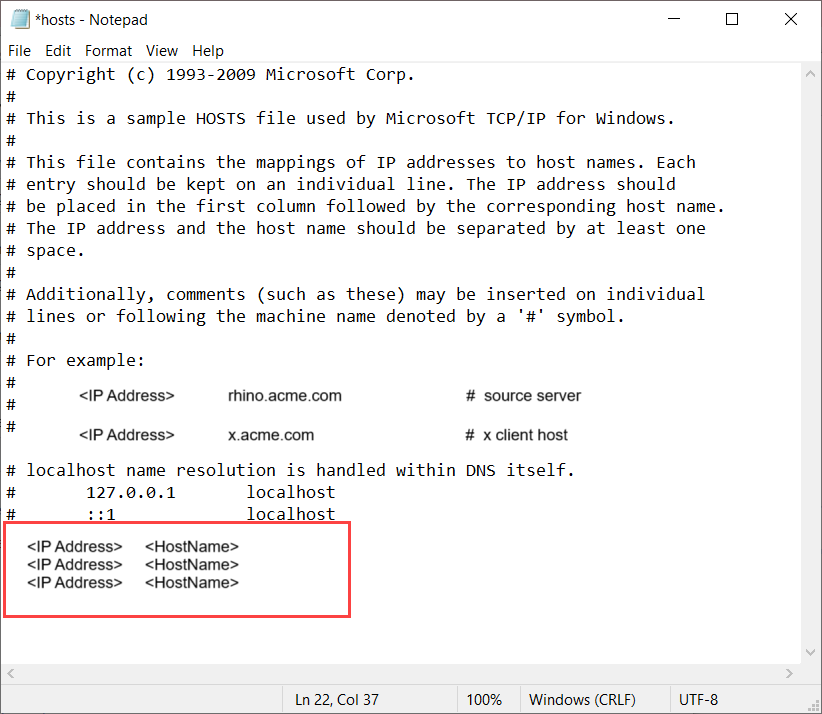 *hosts - Notepad
File Edit Format View Help
# Copyright (c) 1993-2009 Microsoft Corp.
#
# This is a sample HOSTS file used by Microsoft TCP/IP for Windows.
#
# This file contains the mappings of IP addresses to host names. Each
# entry should be kept on an individual line. The IP address should
# be placed in the first column followed by the corresponding host name.
# The IP address and the host name should be separated by at least one
# space.
#
# Additionally, comments (such as these) may be inserted on individual
# lines or following the machine name denoted by a '#' symbol.
#
# For example:
#
<IP Address> rhino.acme.com # source server
#
#
<IP Address> x.acme.com # x client host
# localhost name resolution is handled within DNS itself.
# 127.0.0.1 localhost
# ::1 localhost
<IP Address> <HostName>
<IP Address> <HostName>
<IP Address> <HostName>
Ln 22, Col 37 100% Windows (CRLF) UTF-8